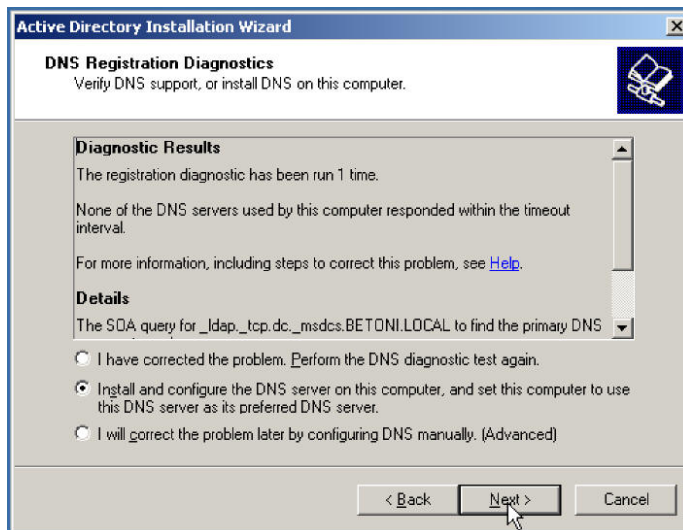 Active Directory Installation Wizard
DNS Registration Diagnostics
Verify DNS support, or install DNS on this computer.
Diagnostic Results
The registration diagnostic has been run 1 time.
None of the DNS servers used by this computer responded within the timeout
interval.
For more information, including steps to correct this problem, see Help.
Details
The SOA query for _ldap._tcp.dc._msdcs.BETONI.LOCAL to find the primary DNS
I have corrected the problem. Perform the DNS diagnostic test again.
Install and configure the DNS server on this computer, and set this computer to use
this DNS server as its preferred DNS server.
I will correct the problem later by configuring DNS manually. (Advanced)
< Back
Next >
Cancel